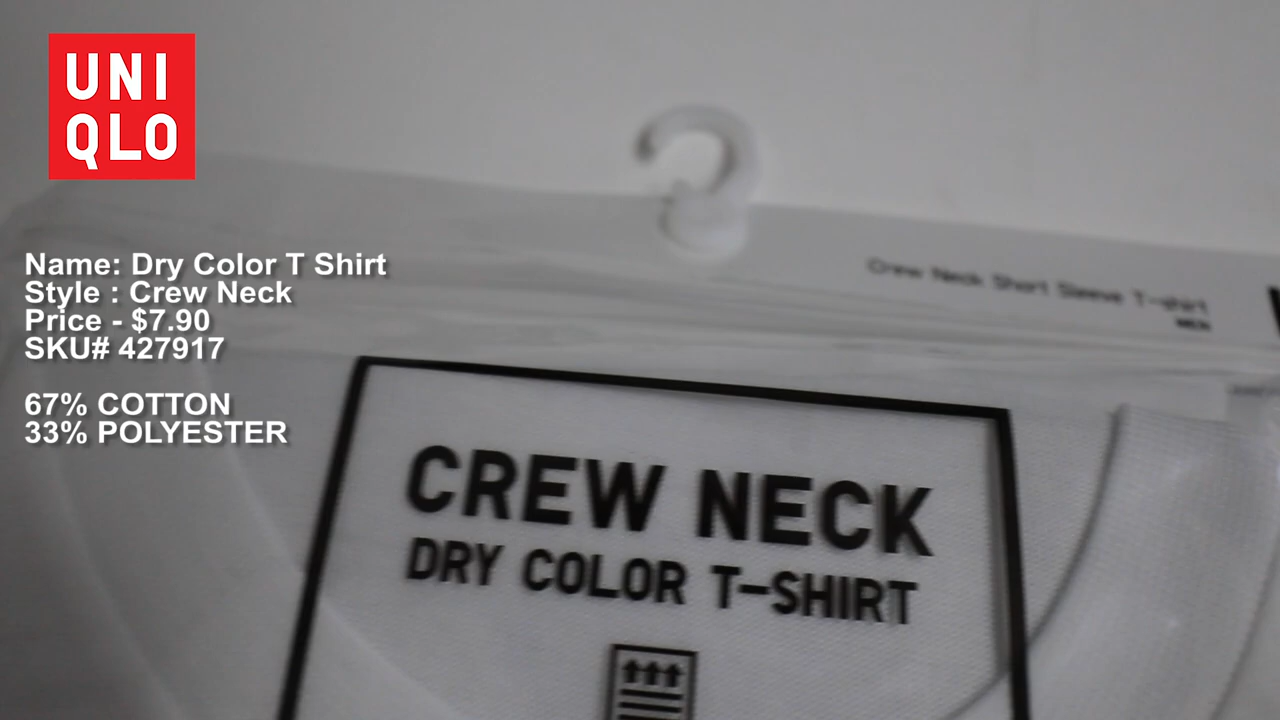 UNI
QLO
Name: Dry Color T Shirt
Style : Crew Neck
Price - $7.90
SKU# 427917
67% COTTON
33% POLYESTER
Crew Neck Short Sleeve T-shirt
MEN
CREW NECK
DRY COLOR T-SHIRT